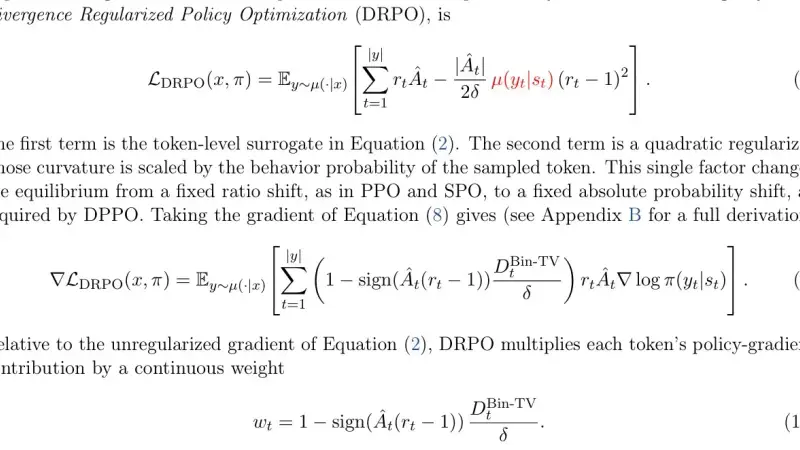 ivergence Regularized Policy Optimization (DRPO), is
L_DRPO(x, π) = 𝔼_{y∼μ(·|x)} [ ∑_{t=1}^{|y|} r_t Â_t − |Â_t|/2δ μ(y_t|s_t) (r_t − 1)² ] . (
he first term is the token-level surrogate in Equation (2). The second term is a quadratic regulariz
hose curvature is scaled by the behavior probability of the sampled token. This single factor change
e equilibrium from a fixed ratio shift, as in PPO and SPO, to a fixed absolute probability shift, a
quired by DPPO. Taking the gradient of Equation (8) gives (see Appendix B for a full derivation
∇L_DRPO(x, π) = 𝔼_{y∼μ(·|x)} [ ∑_{t=1}^{|y|} ( 1 − sign(Â_t(r_t − 1)) D_t^{Bin-TV}/δ ) r_t Â_t ∇ log π(y_t|s_t) ] . (
elative to the unregularized gradient of Equation (2), DRPO multiplies each token's policy-gradien
ontribution by a continuous weight
w_t = 1 − sign(Â_t(r_t − 1)) D_t^{Bin-TV}/δ . (1